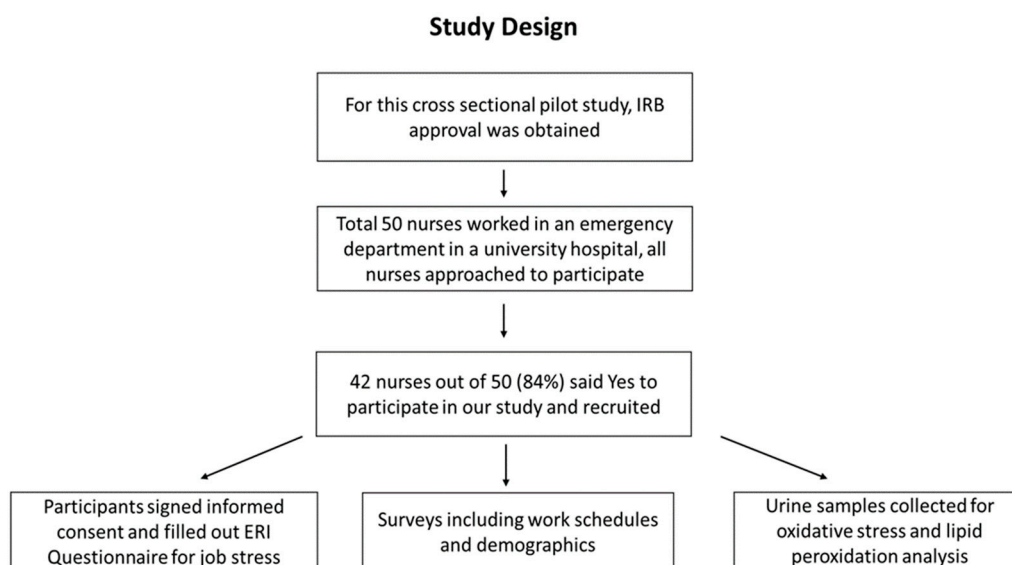 Study Design
For this cross sectional pilot study, IRB
approval was obtained
Total 50 nurses worked in an emergency
department in a university hospital, all
nurses approached to participate
42 nurses out of 50 (84%) said Yes to
participate in our study and recruited
Participants signed informed
consent and filled out ERI
Questionnaire for job stress
Surveys including work schedules
and demographics
Urine samples collected for
oxidative stress and lipid
peroxidation analysis